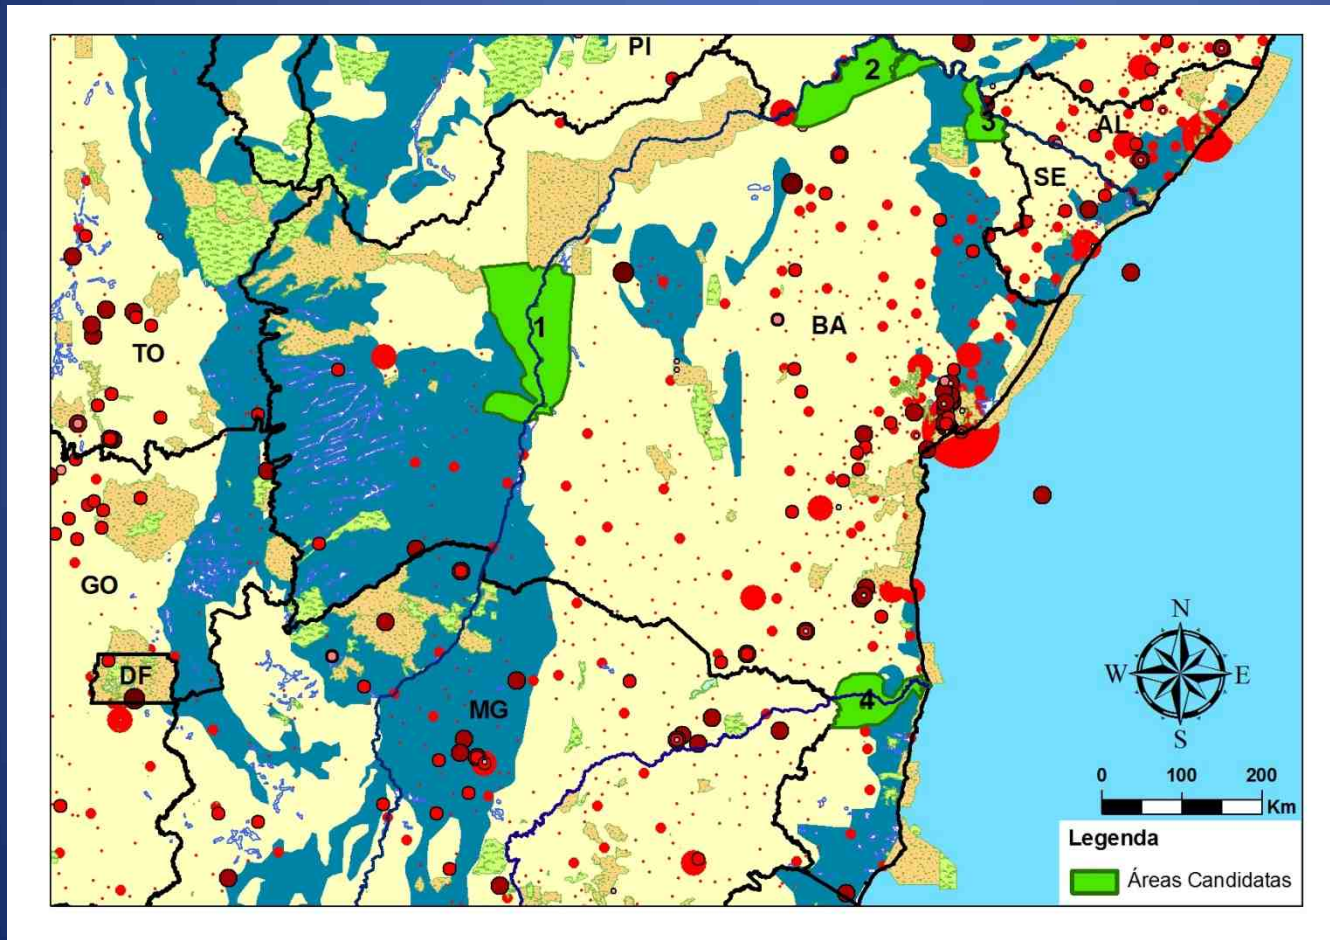 PI
2
3
AL
SE
1
BA
TO
GO
DF
MG
4
N
W E
S
0 100 200
Km
Legenda
Áreas Candidatas